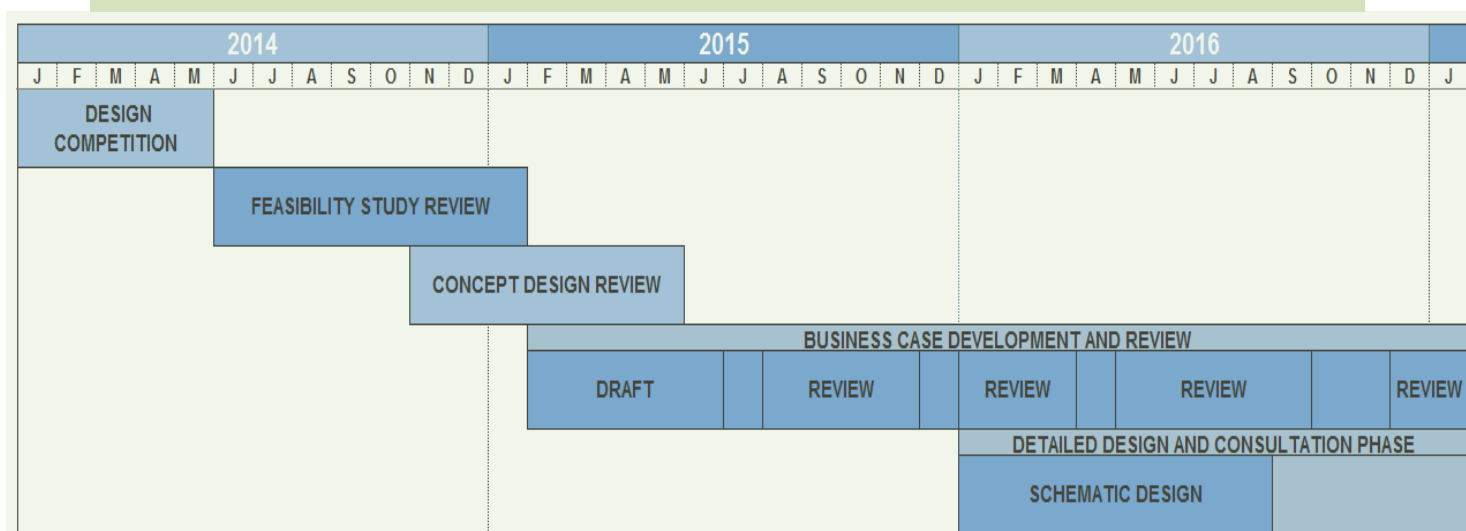 2014 2015 2016
J F M A M J J A S O N D J F M A M J J A S O N D J F M A M J J A S O N D J
DESIGN
COMPETITION
FEASIBILITY STUDY REVIEW
CONCEPT DESIGN REVIEW
BUSINESS CASE DEVELOPMENT AND REVIEW
DRAFT REVIEW REVIEW REVIEW REVIEW
DETAILED DESIGN AND CONSULTATION PHASE
SCHEMATIC DESIGN